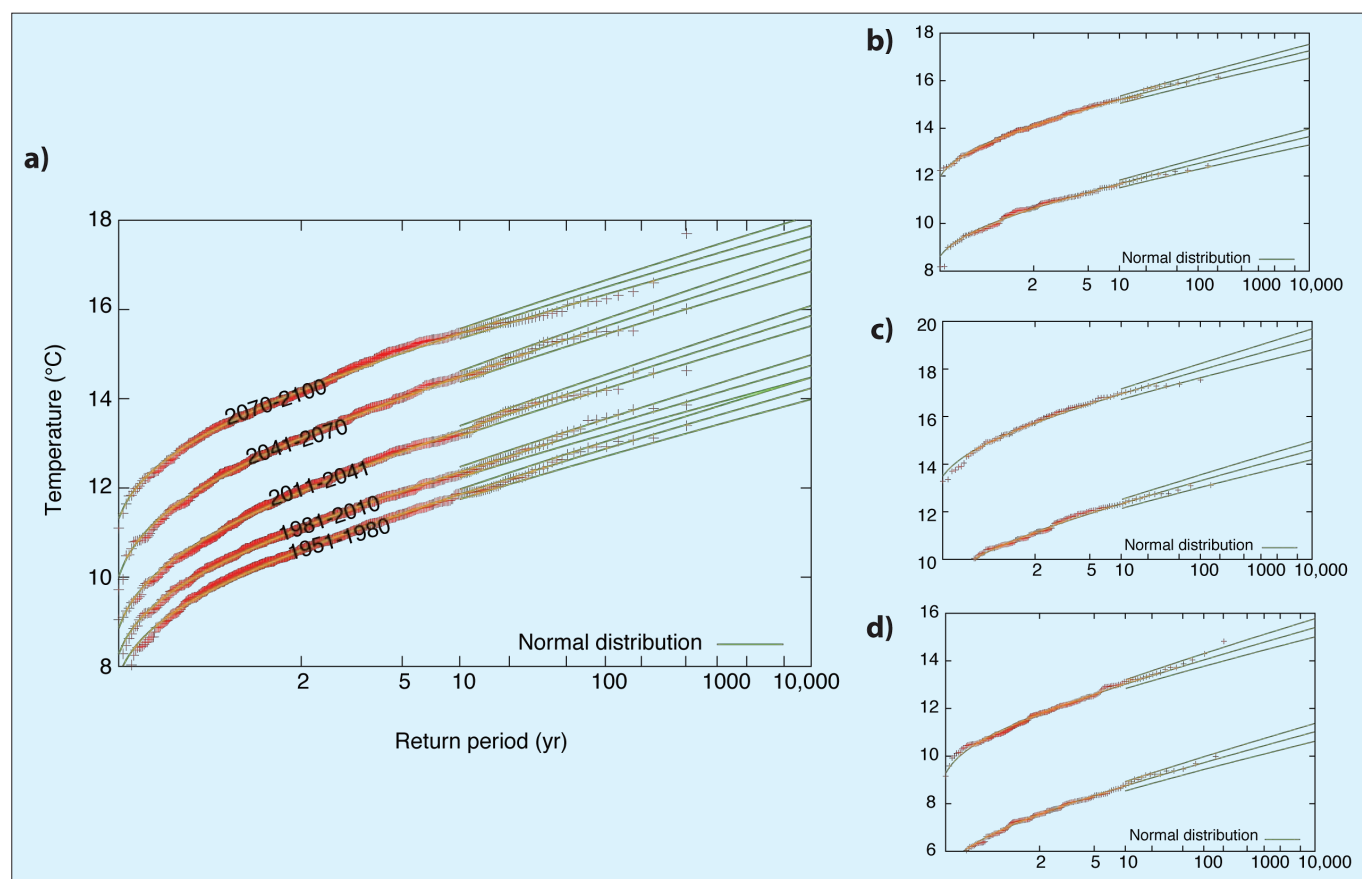 a)
18
16
14
12
10
8
Temperature (°C)
2070-2100
2041-2070
2011-2041
1981-2010
1951-1980
Normal distribution
2 5 10 100 1000 10,000
Return period (yr)
b)
18
16
14
12
10
8
Normal distribution
2 5 10 100 1000 10,000
c)
20
18
16
14
12
10
Normal distribution
2 5 10 100 1000 10,000
d)
16
14
12
10
8
6
Normal distribution
2 5 10 100 1000 10,000